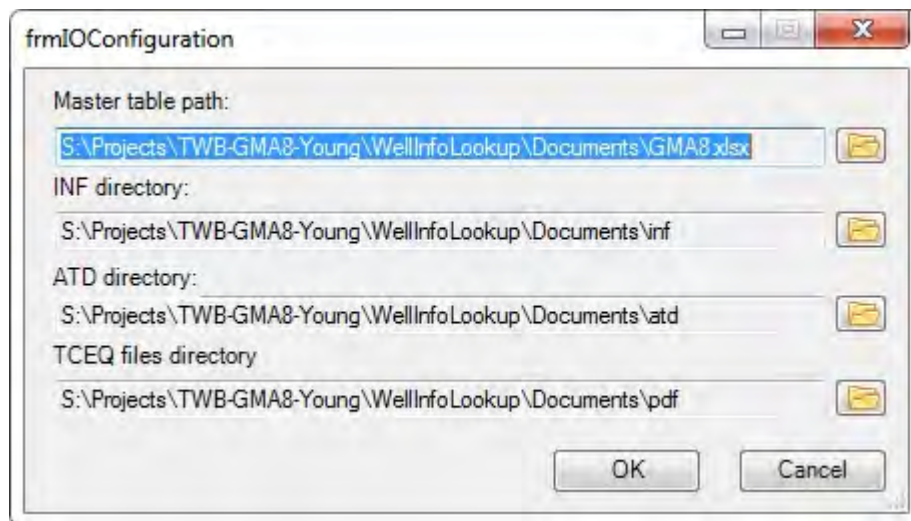 frmIOConfiguration
Master table path:
S:\Projects\TWB-GMA8-Young\WellInfoLookup\Documents\GMA8.xlsx
INF directory:
S:\Projects\TWB-GMA8-Young\WellInfoLookup\Documents\inf
ATD directory:
S:\Projects\TWB-GMA8-Young\WellInfoLookup\Documents\atd
TCEQ files directory
S:\Projects\TWB-GMA8-Young\WellInfoLookup\Documents\pdf
OK Cancel